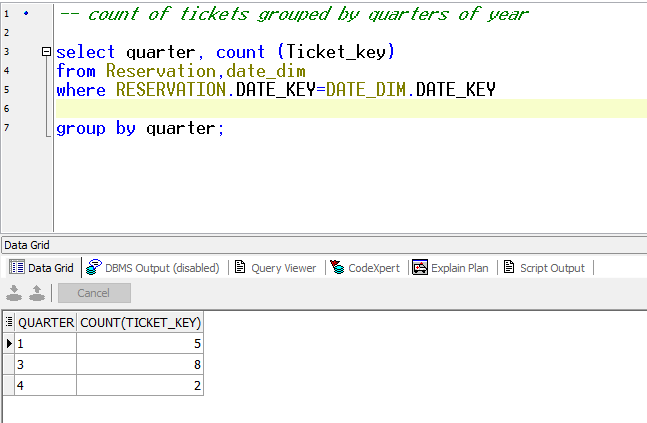 1 -- count of tickets grouped by quarters of year
2
3 select quarter, count (Ticket_key)
4 from Reservation,date_dim
5 where RESERVATION.DATE_KEY=DATE_DIM.DATE_KEY
6
7 group by quarter;
Data Grid
Data Grid DBMS Output (disabled) Query Viewer CodeXpert Explain Plan Script Output
Cancel
QUARTER COUNT(TICKET_KEY)
1 5
3 8
4 2